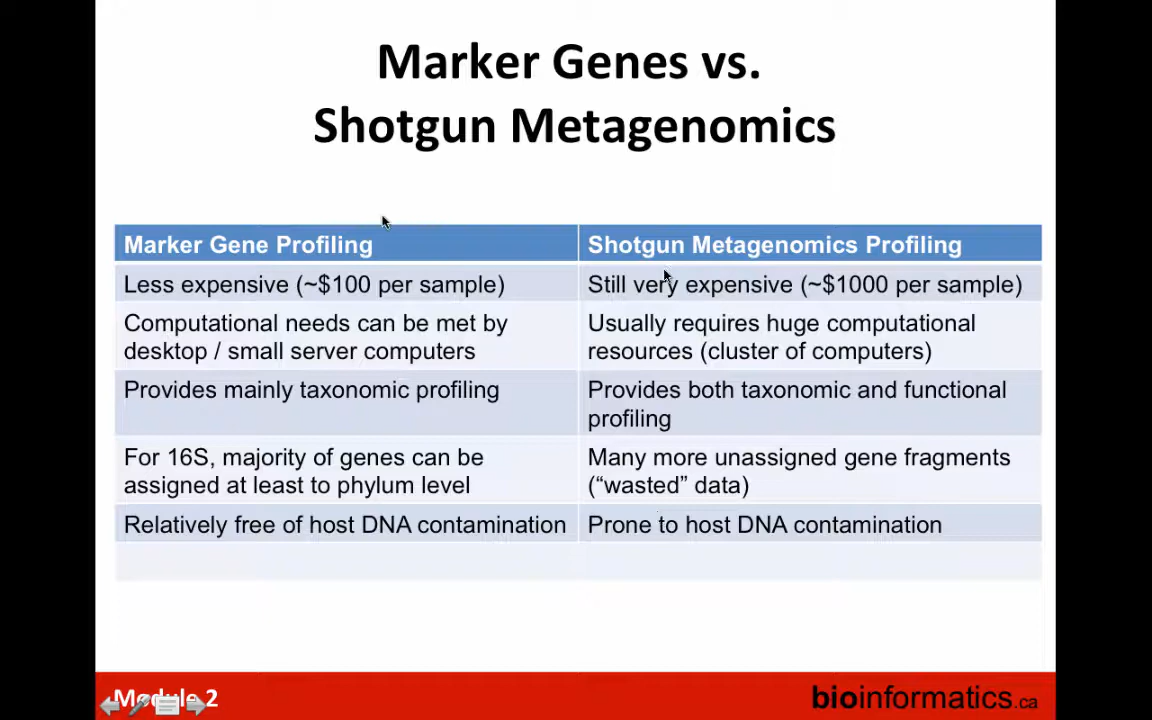 Marker Genes vs.
Shotgun Metagenomics
Marker Gene Profiling
Shotgun Metagenomics Profiling
Less expensive (~$100 per sample)
Still very expensive (~$1000 per sample)
Computational needs can be met by
desktop / small server computers
Usually requires huge computational
resources (cluster of computers)
Provides mainly taxonomic profiling
Provides both taxonomic and functional
profiling
For 16S, majority of genes can be
assigned at least to phylum level
Many more unassigned gene fragments
(“wasted” data)
Relatively free of host DNA contamination
Prone to host DNA contamination
Module 2
bioinformatics.ca